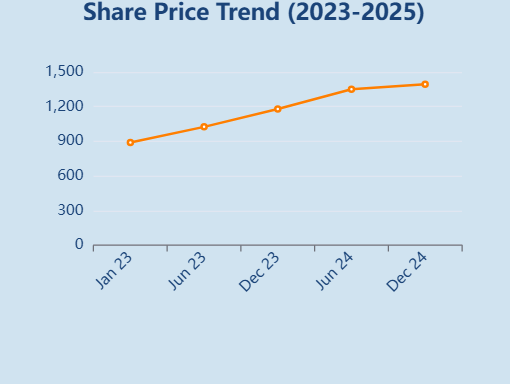 Share Price Trend (2023-2025)
1,500
1,200
900
600
300
0
Jan 23
Jun 23
Dec 23
Jun 24
Dec 24